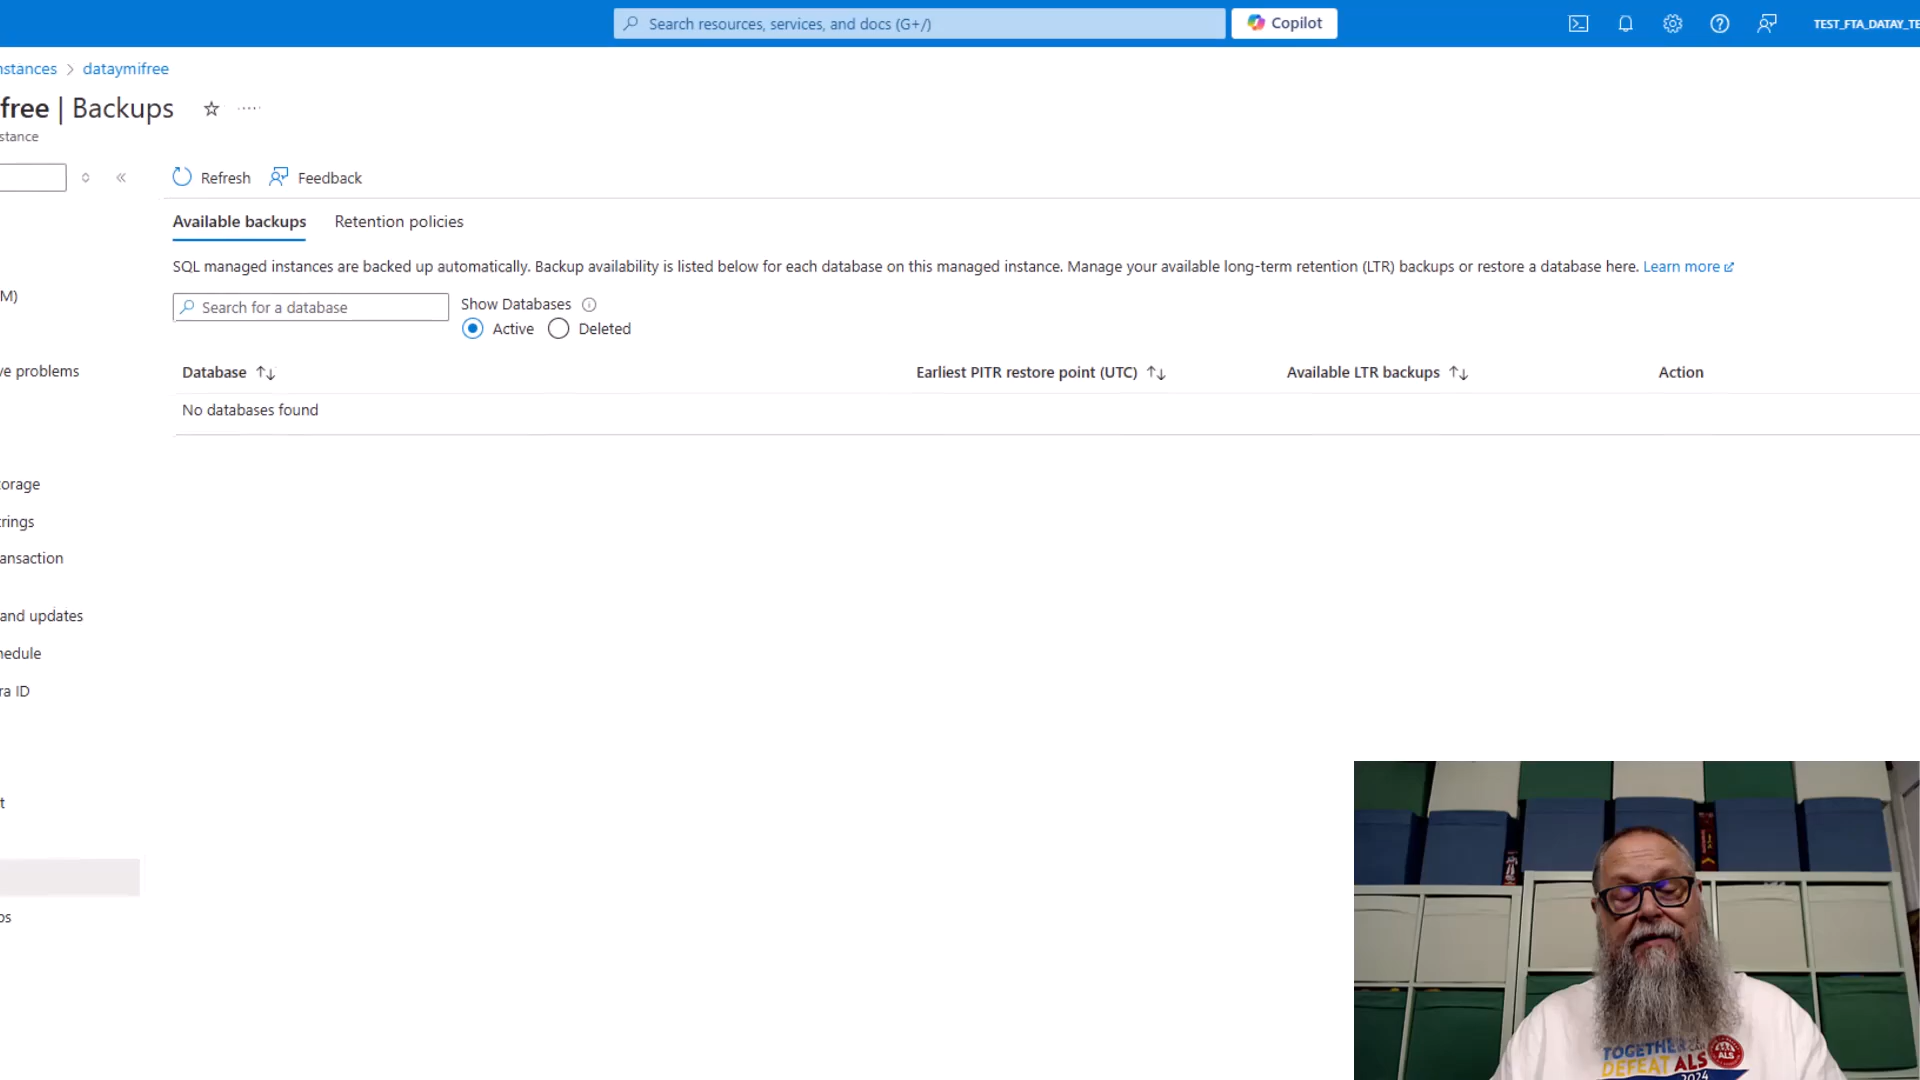 Search resources, services, and docs (G+/)
Copilot
TEST_FTA_DATAY_TE
nstances > dataymifree
free | Backups
stance
Refresh
Feedback
Available backups
Retention policies
SQL managed instances are backed up automatically. Backup availability is listed below for each database on this managed instance. Manage your available long-term retention (LTR) backups or restore a database here. Learn more
Search for a database
Show Databases
Active
Deleted
Database
Earliest PITR restore point (UTC)
Available LTR backups
Action
No databases found
M)
ve problems
orage
trings
ansaction
and updates
hedule
ra ID
t
os
TOGETHER
DEFEAT ALS
ALS
2024